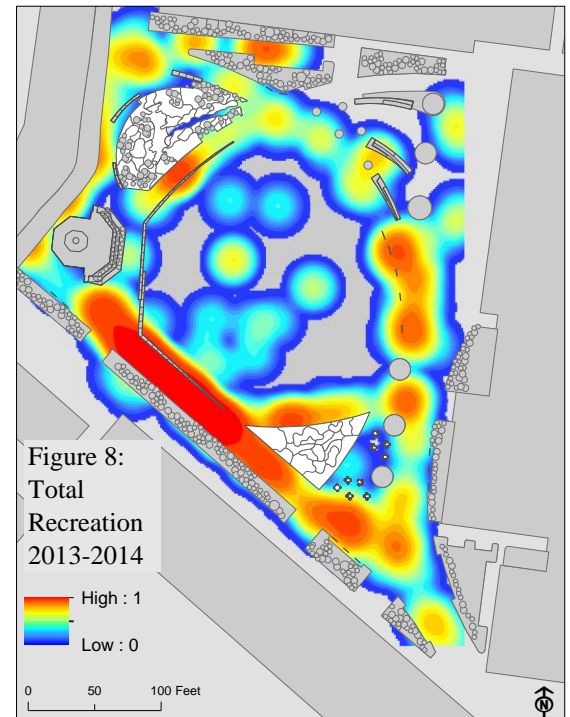 Figure 8:
Total
Recreation
2013-2014
High : 1
Low : 0
0 50 100 Feet
N